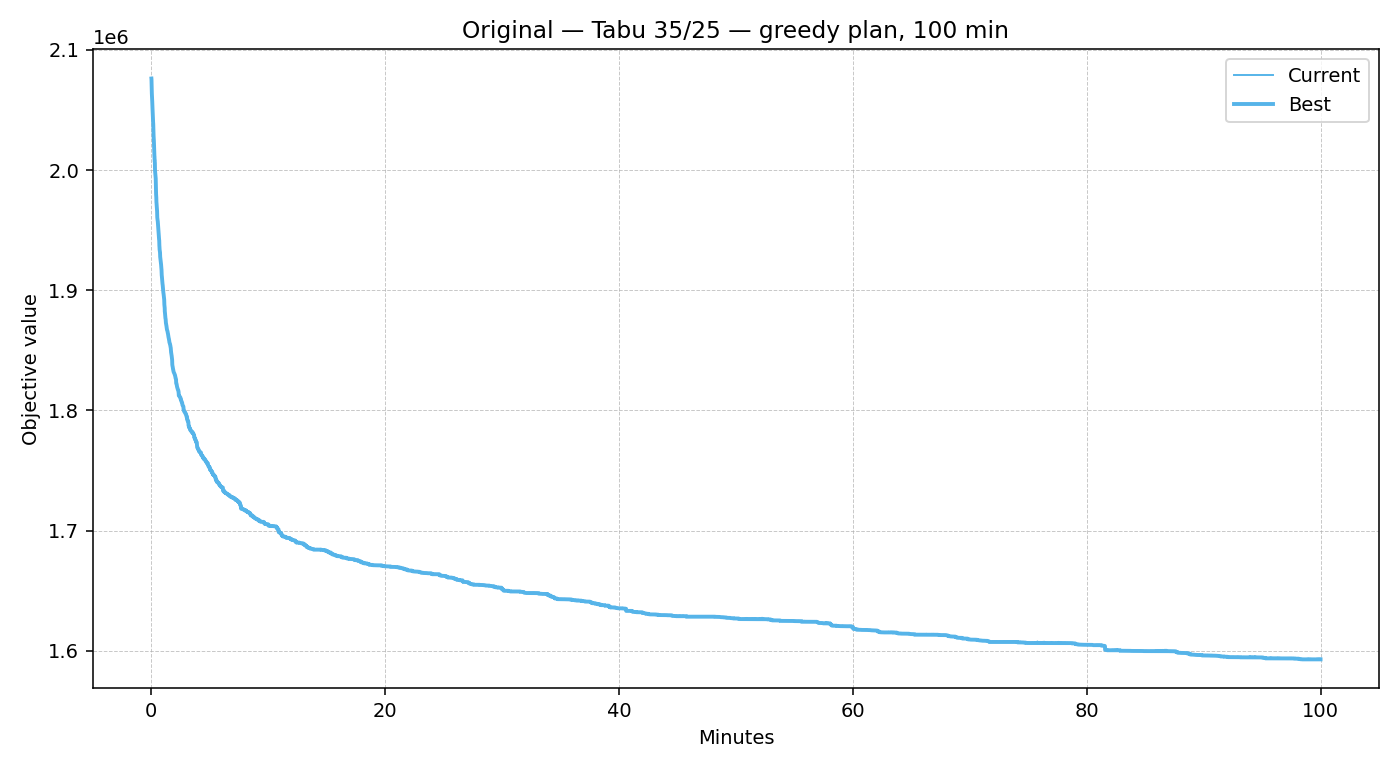 Original — Tabu 35/25 — greedy plan, 100 min
1e6
2.1
2.0
1.9
1.8
1.7
1.6
Objective value
Current
Best
0
20
40
60
80
100
Minutes